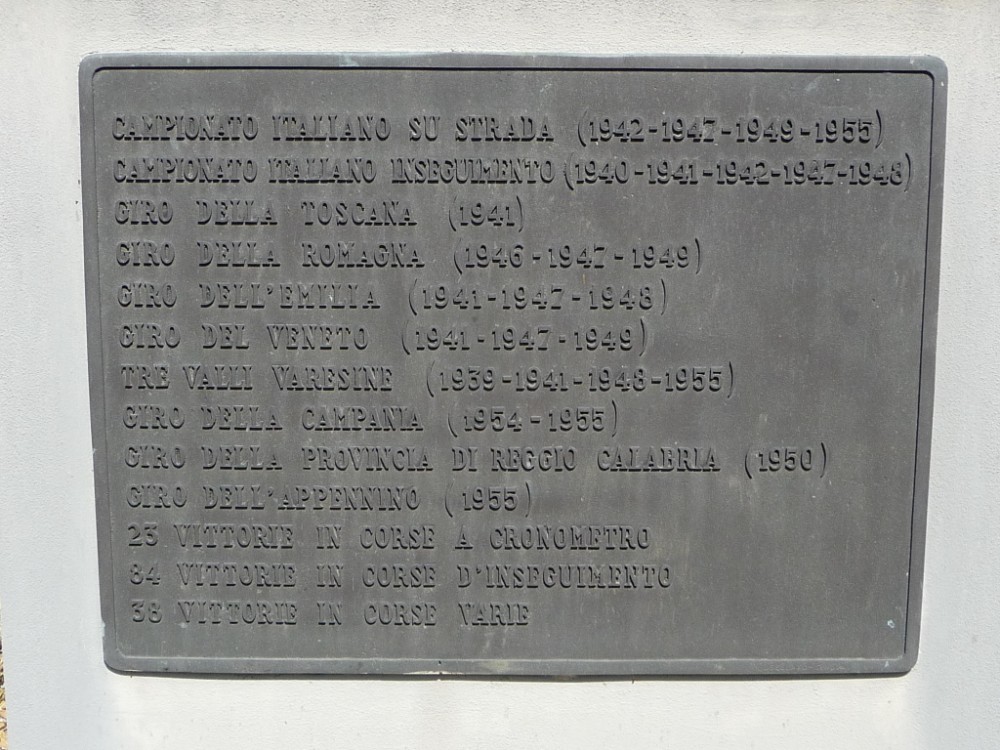 CAMPIONATO ITALIANO SU STRADA (1942-1947-1949-1955)
CAMPIONATO ITALIANO INSEGUIMENTO (1940-1941-1942-1947-1948)
GIRO DELLA TOSCANA (1941)
GIRO DELLA ROMAGNA (1946-1947-1949)
GIRO DELL'EMILIA (1941-1947-1948)
GIRO DEL VENETO (1941-1947-1949)
TRE VALLI VARESINE (1939-1941-1948-1955)
GIRO DELLA CAMPANIA (1954-1955)
GIRO DELLA PROVINCIA DI REGGIO CALABRIA (1950)
GIRO DELL'APPENNINO (1955)
23 VITTORIE IN CORSE A CRONOMETRO
84 VITTORIE IN CORSE D'INSEGUIMENTO
38 VITTORIE IN CORSE VARIE